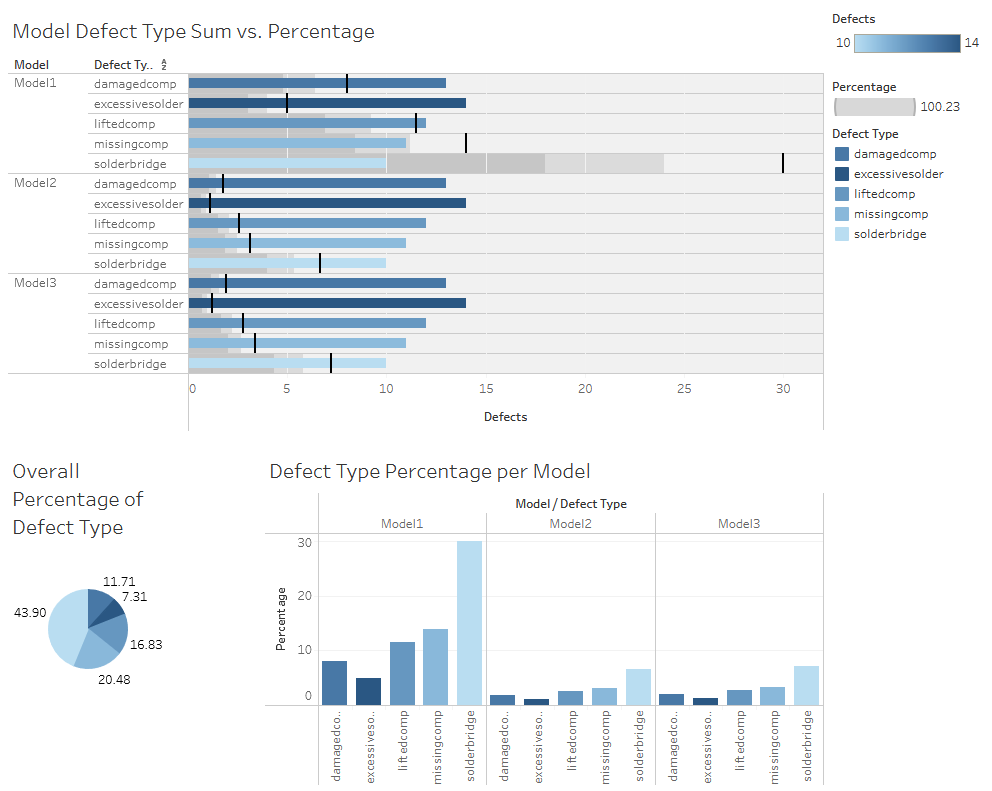 Model Defect Type Sum vs. Percentage
Model Defect Ty.. A Z
Model1 damagedcomp
excessivesolder
liftedcomp
missingcomp
solderbridge
Model2 damagedcomp
excessivesolder
liftedcomp
missingcomp
solderbridge
Model3 damagedcomp
excessivesolder
liftedcomp
missingcomp
solderbridge
0 5 10 15 20 25 30
Defects
Defects
10 14
Percentage
100.23
Defect Type
damagedcomp
excessivesolder
liftedcomp
missingcomp
solderbridge
Overall
Percentage of
Defect Type
11.71
7.31
43.90
16.83
20.48
Defect Type Percentage per Model
Model / Defect Type
Model1 Model2 Model3
Percentage
30
20
10
0
damagedco..
excessiveso..
liftedcomp
missingcomp
solderbridge
damagedco..
excessiveso..
liftedcomp
missingcomp
solderbridge
damagedco..
excessiveso..
liftedcomp
missingcomp
solderbridge